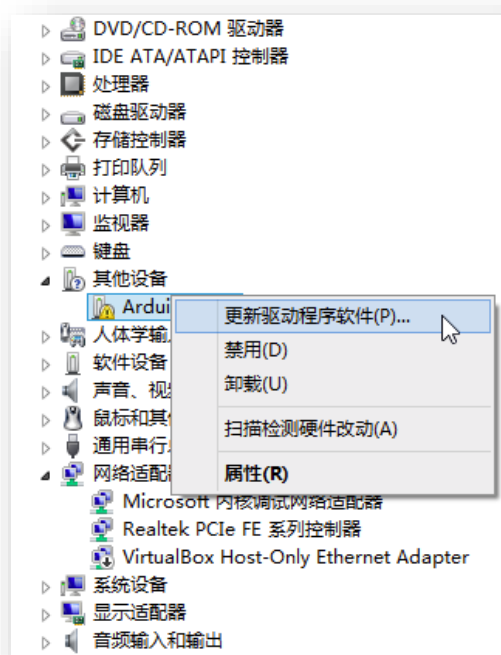 DVD/CD-ROM 驱动器
IDE ATA/ATAPI 控制器
处理器
磁盘驱动器
存储控制器
打印队列
计算机
监视器
键盘
其他设备
Ardui
更新驱动程序软件(P)...
人体学输
禁用(D)
软件设备
卸载(U)
声音、视
鼠标和其
扫描检测硬件改动(A)
通用串行
网络适配
属性(R)
Microsoft 内核调试网络适配器
Realtek PCIe FE 系列控制器
VirtualBox Host-Only Ethernet Adapter
系统设备
显示适配器
音频输入和输出